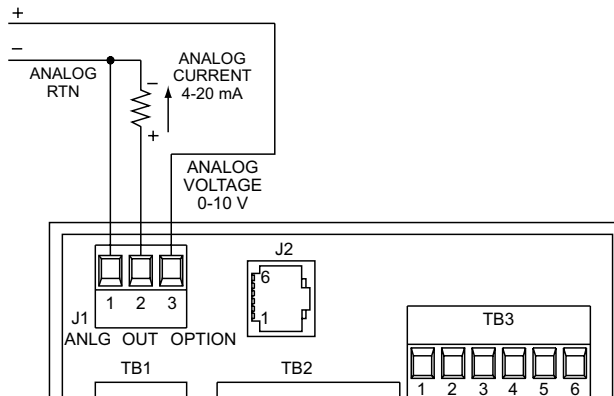 +
−
ANALOG
RTN
ANALOG
CURRENT
4-20 mA
−
+
ANALOG
VOLTAGE
0-10 V
J1
1 2 3
ANLG OUT OPTION
J2
6
1
TB1
TB2
TB3
1 2 3 4 5 6